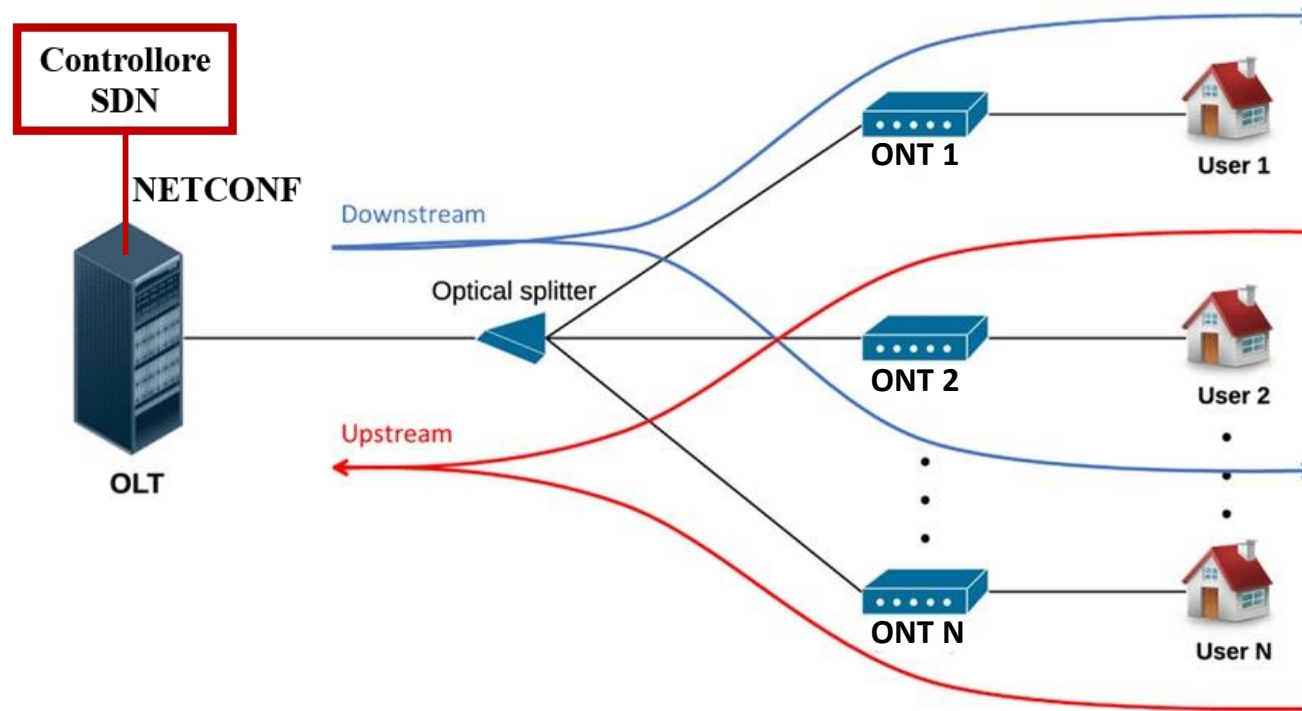 Controllore
SDN
NETCONF
Downstream
Optical splitter
Upstream
OLT
ONT 1
User 1
ONT 2
User 2
ONT N
User N